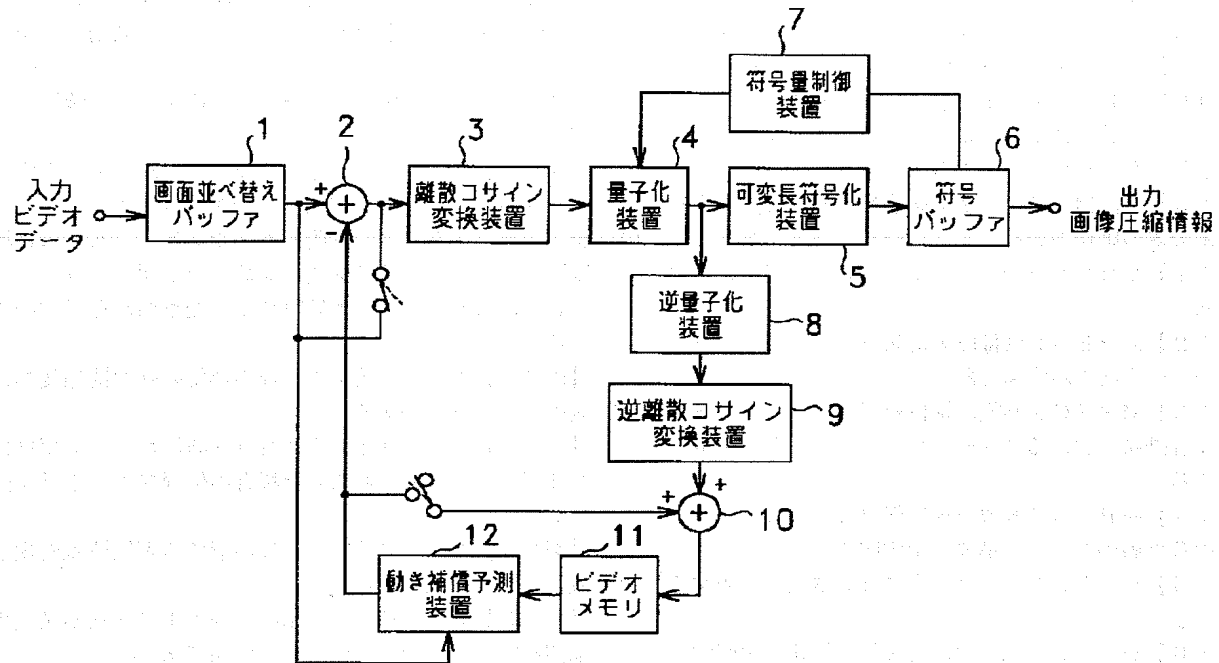 7
符号量制御
装置
1
2
3
4
6
入力
ビデオ
データ
画面並べ替え
バッファ
+
+
-
離散コサイン
変換装置
量子化
装置
可変長符号化
装置
符号
バッファ
出力
画像圧縮情報
5
逆量子化
装置
8
逆離散コサイン
変換装置
9
+
+
+
10
12
11
動き補償予測
装置
ビデオ
メモリ